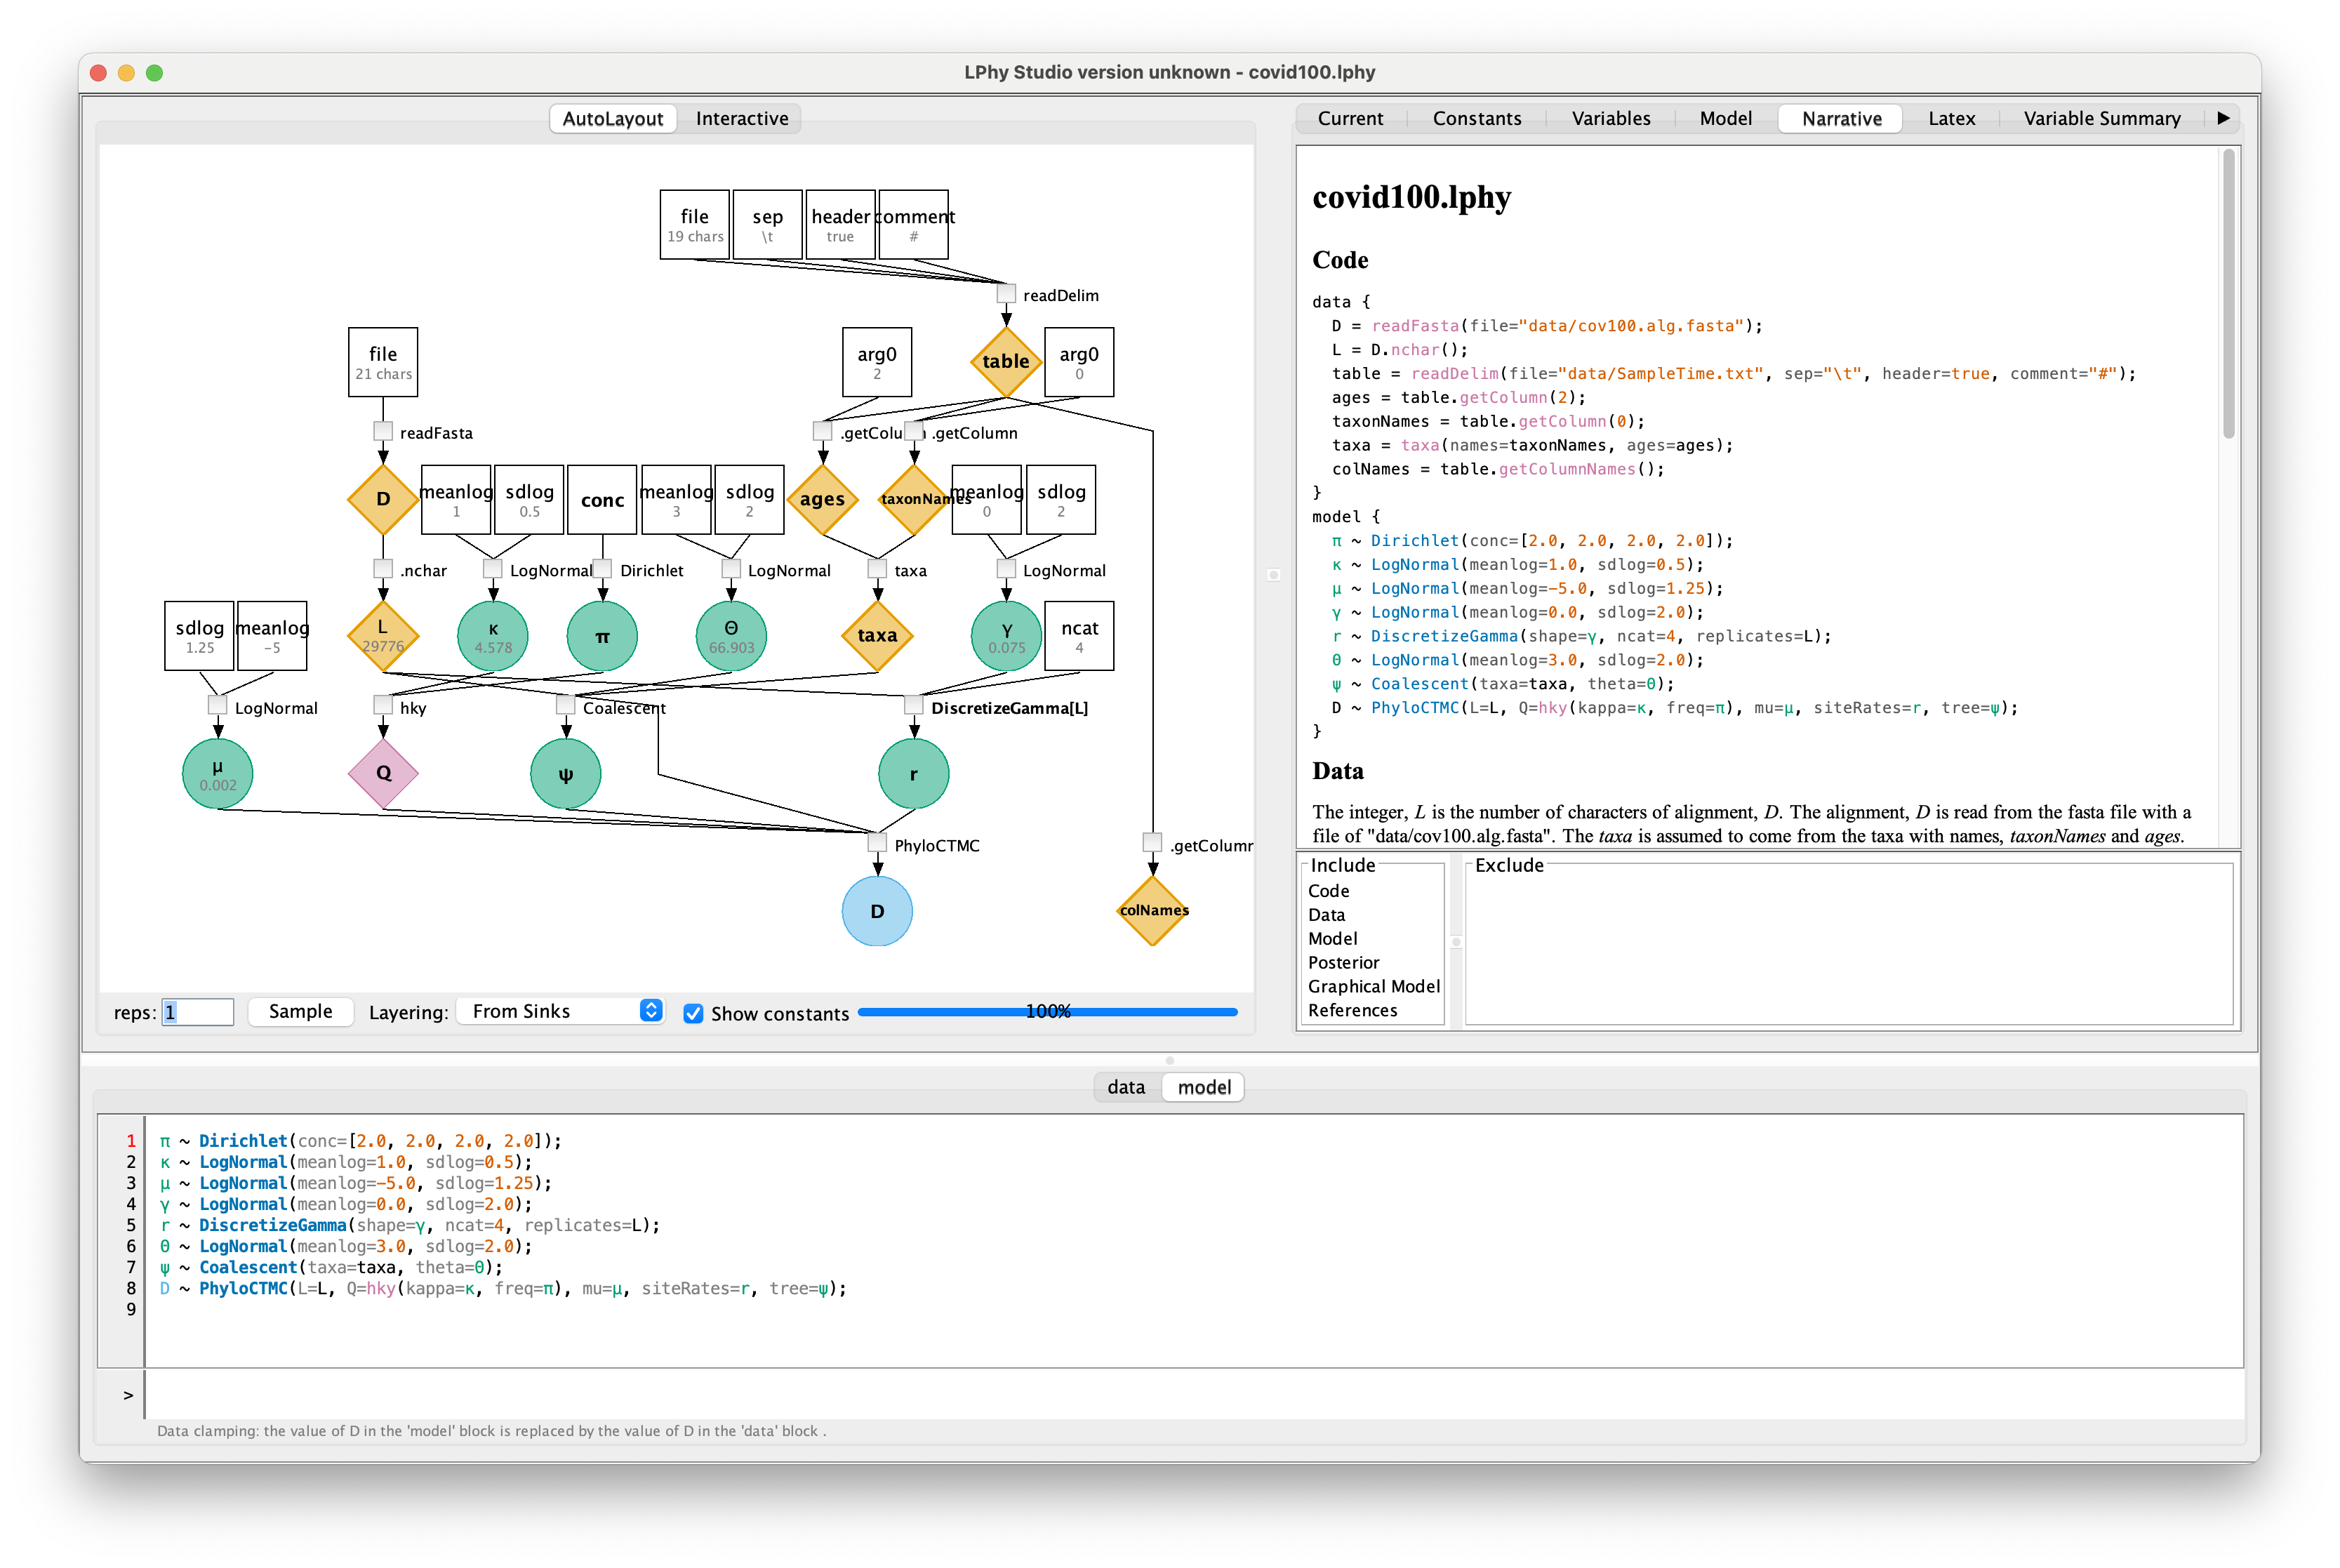 LPhy Studio version unknown - covid100.lphy
AutoLayout Interactive
file sep header comment
19 chars \t true #
readDelim
file arg0 table arg0
21 chars 2 0
readFasta .getColu .getColumn
D meanlog sdlog conc meanlog sdlog ages taxonNames meanlog sdlog
1 0.5 3 2 0 2
.nchar LogNormal Dirichlet LogNormal taxa LogNormal
sdlog meanlog L κ π Θ taxa γ ncat
1.25 -5 29776 4.578 66.903 0.075 4
LogNormal hky Coalescent DiscretizeGamma[L]
μ Q ψ r
0.002
PhyloCTMC .getColumn
D colNames
reps: 1 Sample Layering: From Sinks Show constants 100%
Current Constants Variables Model Narrative Latex Variable Summary
covid100.lphy
Code
data {
D = readFasta(file="data/cov100.alg.fasta");
L = D.nchar();
table = readDelim(file="data/SampleTime.txt", sep="\t", header=true, comment="#");
ages = table.getColumn(2);
taxonNames = table.getColumn(0);
taxa = taxa(names=taxonNames, ages=ages);
colNames = table.getColumnNames();
}
model {
π ~ Dirichlet(conc=[2.0, 2.0, 2.0, 2.0]);
κ ~ LogNormal(meanlog=1.0, sdlog=0.5);
μ ~ LogNormal(meanlog=-5.0, sdlog=1.25);
γ ~ LogNormal(meanlog=0.0, sdlog=2.0);
r ~ DiscretizeGamma(shape=γ, ncat=4, replicates=L);
Θ ~ LogNormal(meanlog=3.0, sdlog=2.0);
ψ ~ Coalescent(taxa=taxa, theta=Θ);
D ~ PhyloCTMC(L=L, Q=hky(kappa=κ, freq=π), mu=μ, siteRates=r, tree=ψ);
}
Data
The integer, L is the number of characters of alignment, D. The alignment, D is read from the fasta file with a
file of "data/cov100.alg.fasta". The taxa is assumed to come from the taxa with names, taxonNames and ages.
Include Exclude
Code
Data
Model
Posterior
Graphical Model
References
data model
1 π ~ Dirichlet(conc=[2.0, 2.0, 2.0, 2.0]);
2 κ ~ LogNormal(meanlog=1.0, sdlog=0.5);
3 μ ~ LogNormal(meanlog=-5.0, sdlog=1.25);
4 γ ~ LogNormal(meanlog=0.0, sdlog=2.0);
5 r ~ DiscretizeGamma(shape=γ, ncat=4, replicates=L);
6 Θ ~ LogNormal(meanlog=3.0, sdlog=2.0);
7 ψ ~ Coalescent(taxa=taxa, theta=Θ);
8 D ~ PhyloCTMC(L=L, Q=hky(kappa=κ, freq=π), mu=μ, siteRates=r, tree=ψ);
9
>
Data clamping: the value of D in the 'model' block is replaced by the value of D in the 'data' block .